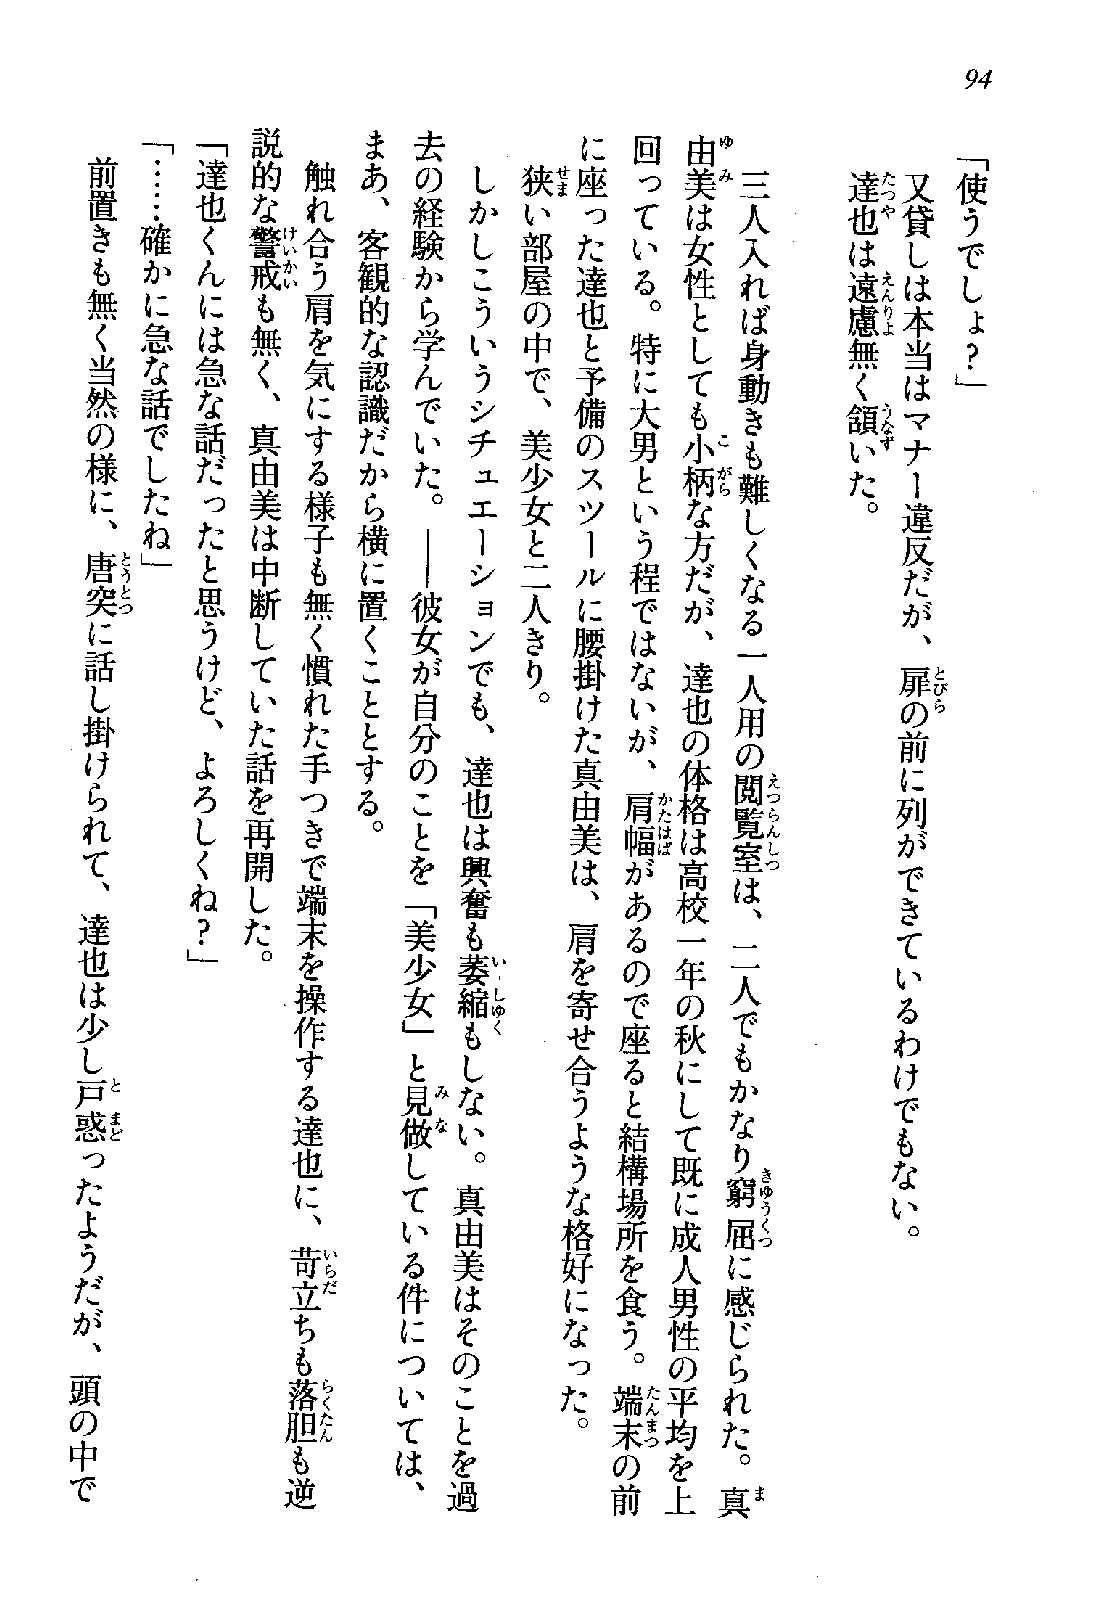 94
「使うでしょ？」
又貸しは本当はマナー違反だが、扉の前に列ができているわけでもない。
達也は遠慮無く頷いた。
三人入れば身動きも難しくなる一人用の閲覧室は、二人でもかなり窮屈に感じられた。真
由美は女性としても小柄な方だが、達也の体格は高校一年の秋にして既に成人男性の平均を上
回っている。特に大男という程ではないが、肩幅があるので座ると結構場所を食う。端末の前
に座った達也と予備のスツールに腰掛けた真由美は、肩を寄せ合うような格好になった。
狭い部屋の中で、美少女と二人きり。
しかしこういうシチュエーションでも、達也は興奮も萎縮もしない。真由美はそのことを過
去の経験から学んでいた。――彼女が自分のことを「美少女」と見做している件については、
まあ、客観的な認識だから横に置くこととする。
触れ合う肩を気にする様子も無く慣れた手つきで端末を操作する達也に、苛立ちも落胆も逆
説的な警戒も無く、真由美は中断していた話を再開した。
「達也くんには急な話だったと思うけど、よろしくね？」
「……確かに急な話でしたね」
前置きも無く当然の様に、唐突に話し掛けられて、達也は少し戸惑ったようだが、頭の中で